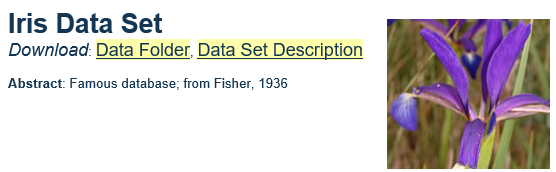 Iris Data Set
Download: Data Folder, Data Set Description
Abstract: Famous database; from Fisher, 1936